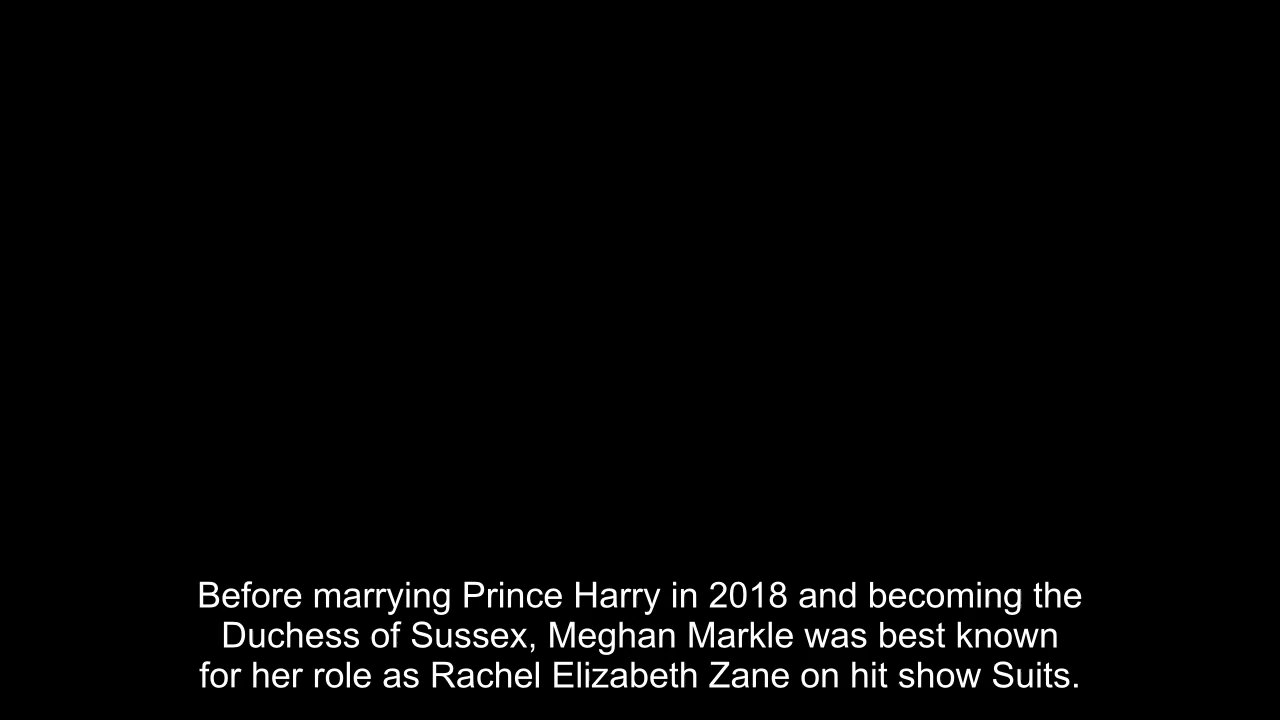 Before marrying Prince Harry in 2018 and becoming the
Duchess of Sussex, Meghan Markle was best known
for her role as Rachel Elizabeth Zane on hit show Suits.